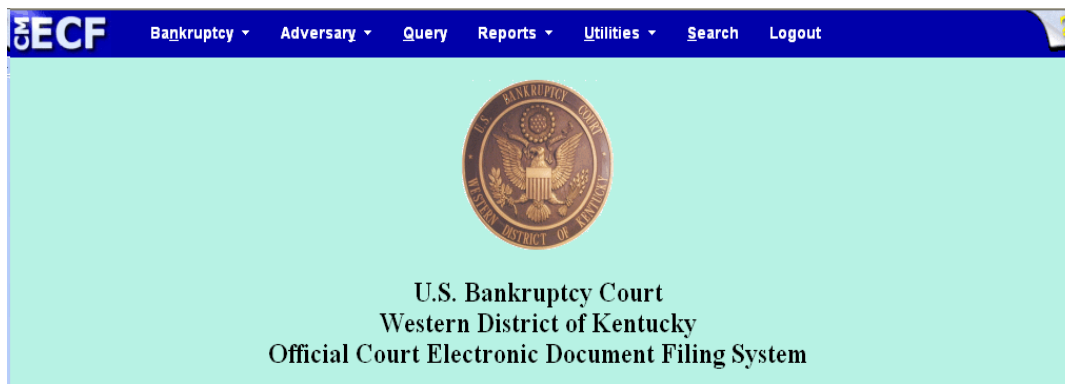 CM ECF Bankruptcy Adversary Query Reports Utilities Search Logout ?
U.S. BANKRUPTCY COURT
WESTERN DISTRICT OF KENTUCKY
U.S. Bankruptcy Court
Western District of Kentucky
Official Court Electronic Document Filing System